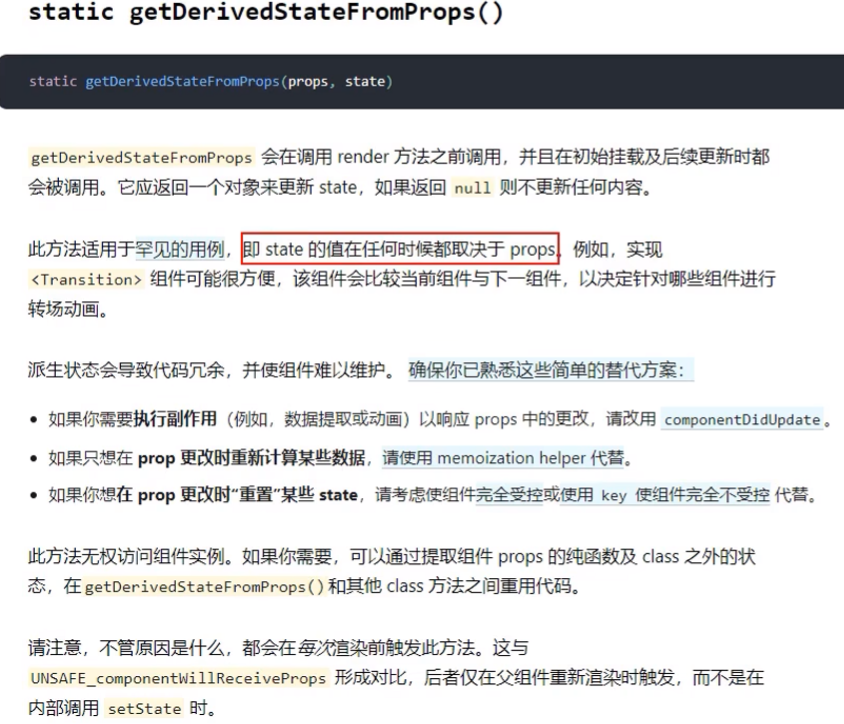 static getDerivedStateFromProps()
static getDerivedStateFromProps(props, state)
getDerivedStateFromProps 会在调用 render 方法之前调用，并且在初始挂载及后续更新时都
会被调用。它应返回一个对象来更新 state，如果返回 null 则不更新任何内容。
此方法适用于罕见的用例，即 state 的值在任何时候都取决于 props。例如，实现
<Transition> 组件可能很方便，该组件会比较当前组件与下一组件，以决定针对哪些组件进行
转场动画。
派生状态会导致代码冗余，并使组件难以维护。 确保你已熟悉这些简单的替代方案：
• 如果你需要执行副作用（例如，数据提取或动画）以响应 props 中的更改，请改用 componentDidUpdate。
• 如果只想在 prop 更改时重新计算某些数据，请使用 memoization helper 代替。
• 如果你想在 prop 更改时“重置”某些 state，请考虑使组件完全受控或使用 key 使组件完全不受控 代替。
此方法无权访问组件实例。如果你需要，可以通过提取组件 props 的纯函数及 class 之外的状
态，在getDerivedStateFromProps()和其他 class 方法之间重用代码。
请注意，不管原因是什么，都会在每次渲染前触发此方法。这与
UNSAFE_componentWillReceiveProps 形成对比，后者仅在父组件重新渲染时触发，而不是在
内部调用 setState 时。